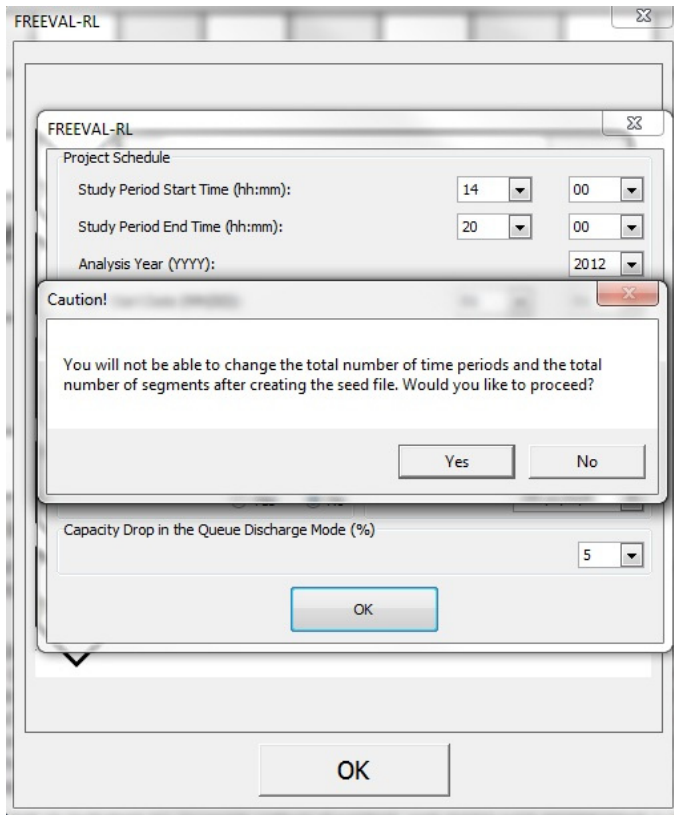 FREEVAL-RL
FREEVAL-RL
Project Schedule
Study Period Start Time (hh:mm): 14 00
Study Period End Time (hh:mm): 20 00
Analysis Year (YYYY): 2012
Caution!
You will not be able to change the total number of time periods and the total
number of segments after creating the seed file. Would you like to proceed?
Yes No
Capacity Drop in the Queue Discharge Mode (%)
5
OK
OK